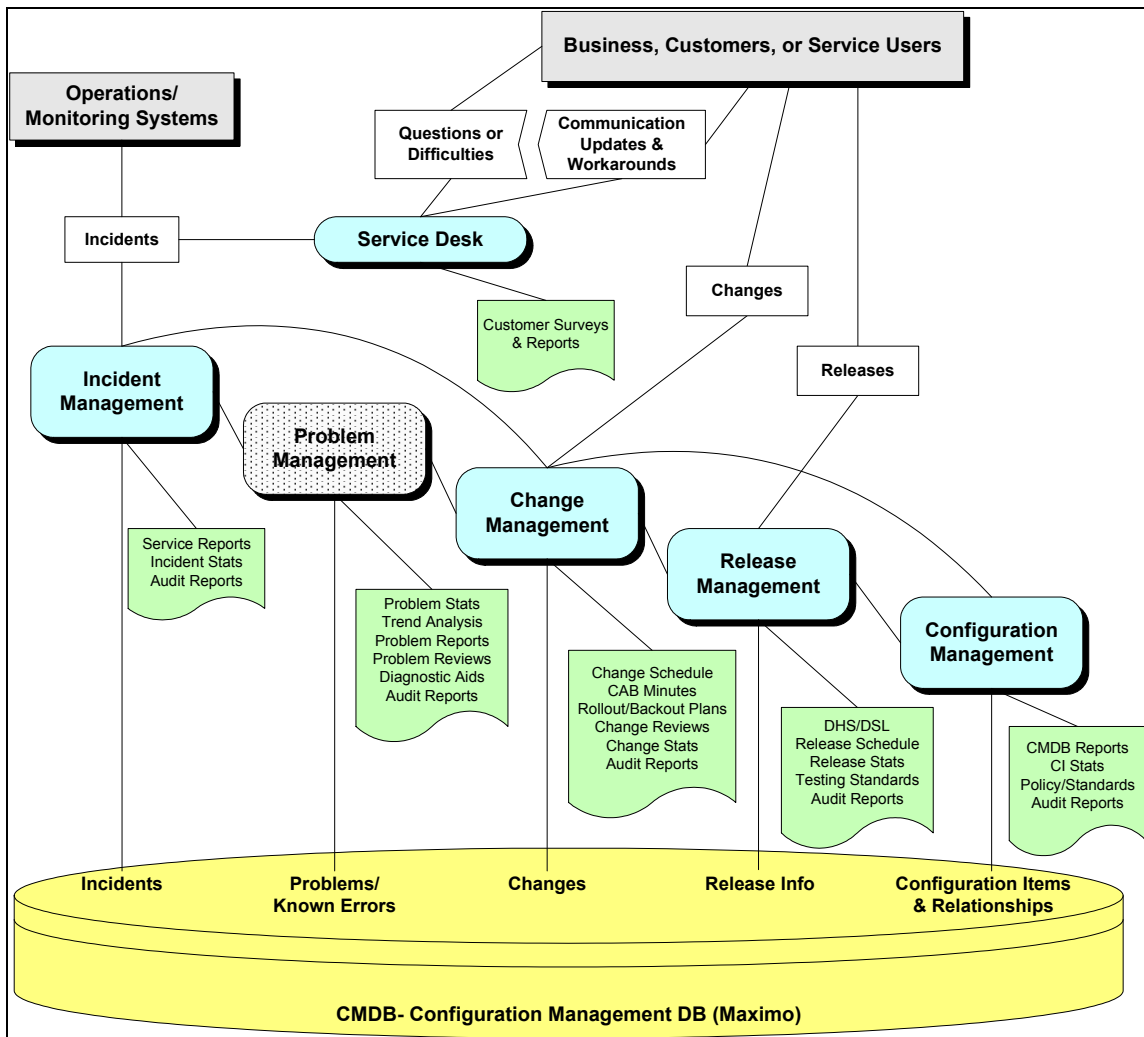 Business, Customers, or Service Users
Operations/
Monitoring Systems
Questions or
Difficulties
Communication
Updates &
Workarounds
Incidents
Service Desk
Changes
Customer Surveys
& Reports
Releases
Incident
Management
Problem
Management
Change
Management
Release
Management
Configuration
Management
Service Reports
Incident Stats
Audit Reports
Problem Stats
Trend Analysis
Problem Reports
Problem Reviews
Diagnostic Aids
Audit Reports
Change Schedule
CAB Minutes
Rollout/Backout Plans
Change Reviews
Change Stats
Audit Reports
DHS/DSL
Release Schedule
Release Stats
Testing Standards
Audit Reports
CMDB Reports
CI Stats
Policy/Standards
Audit Reports
Incidents
Problems/
Known Errors
Changes
Release Info
Configuration Items
& Relationships
CMDB- Configuration Management DB (Maximo)